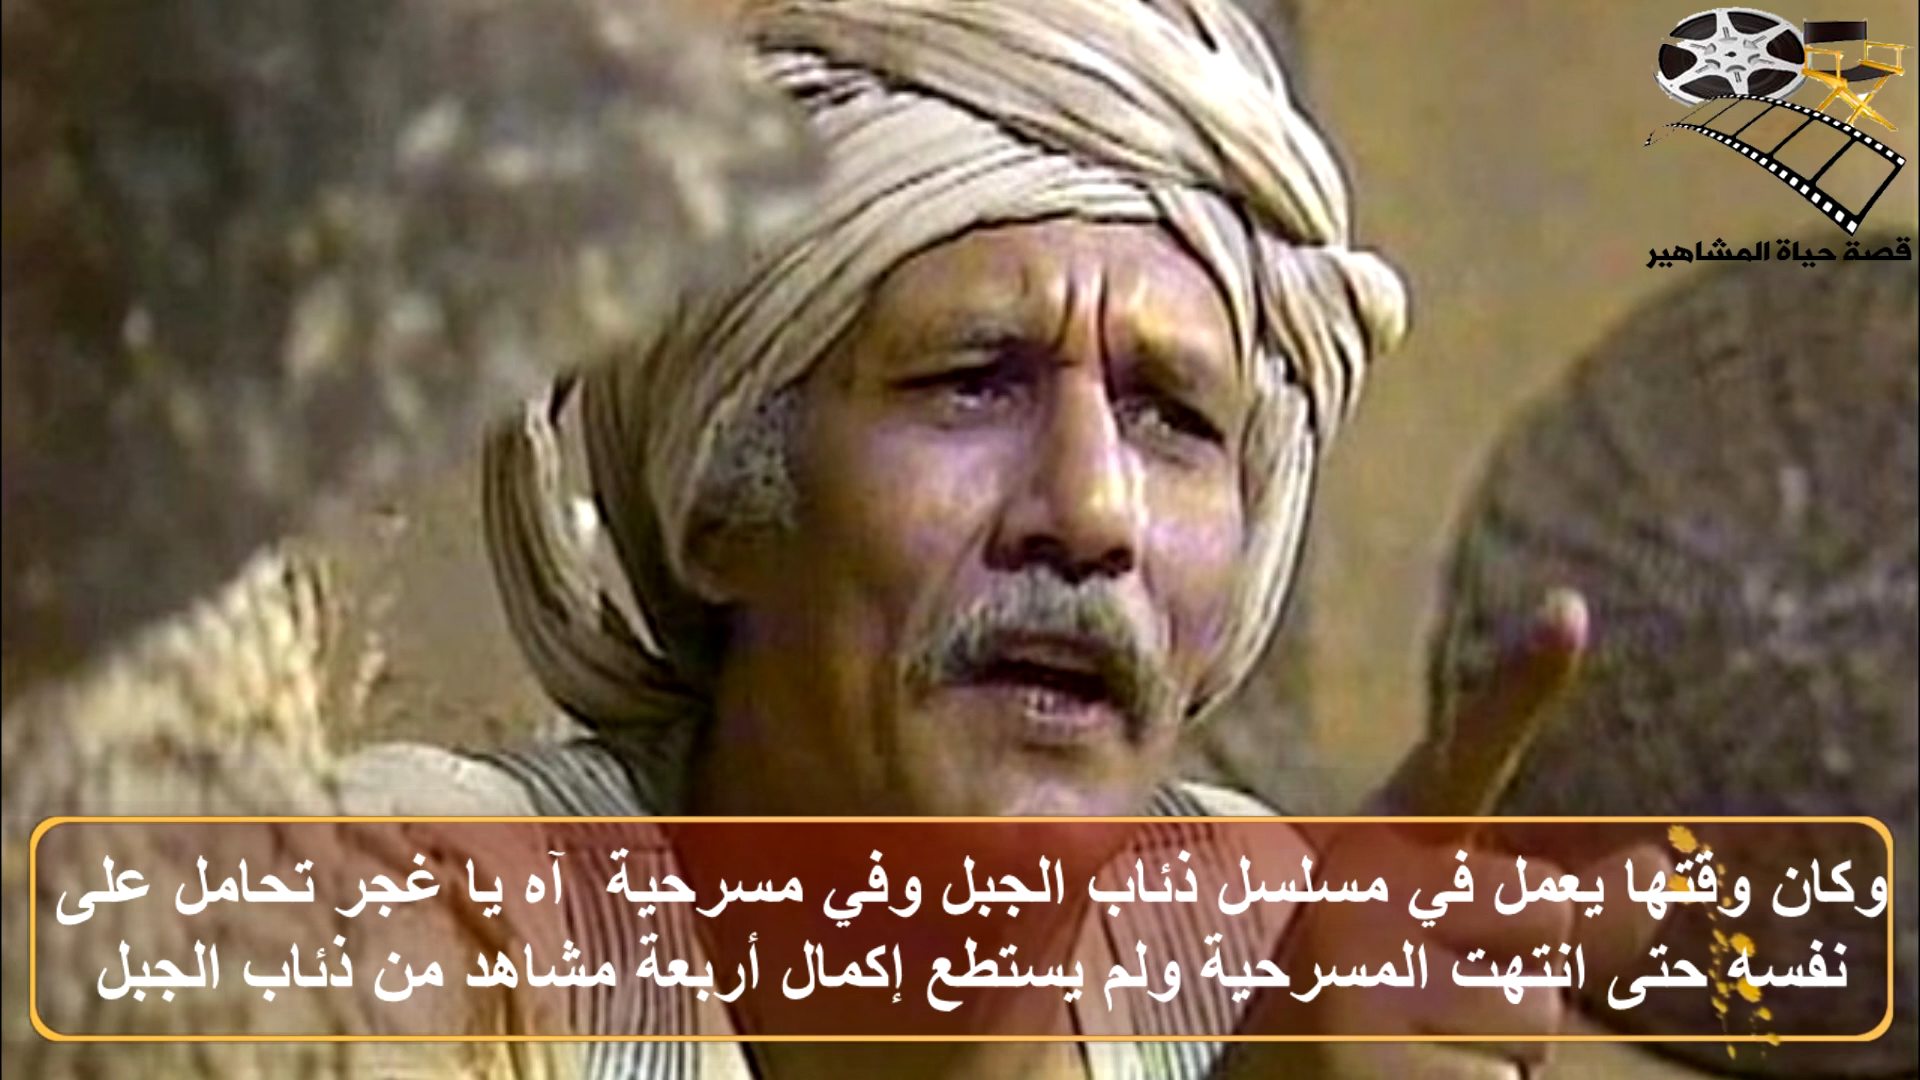 قصة حياة المشاهير
وكان وقتها يعمل في مسلسل ذئاب الجبل وفي مسرحية آه يا غجر تحامل على
نفسه حتى انتهت المسرحية ولم يستطع إكمال أربعة مشاهد من ذئاب الجبل